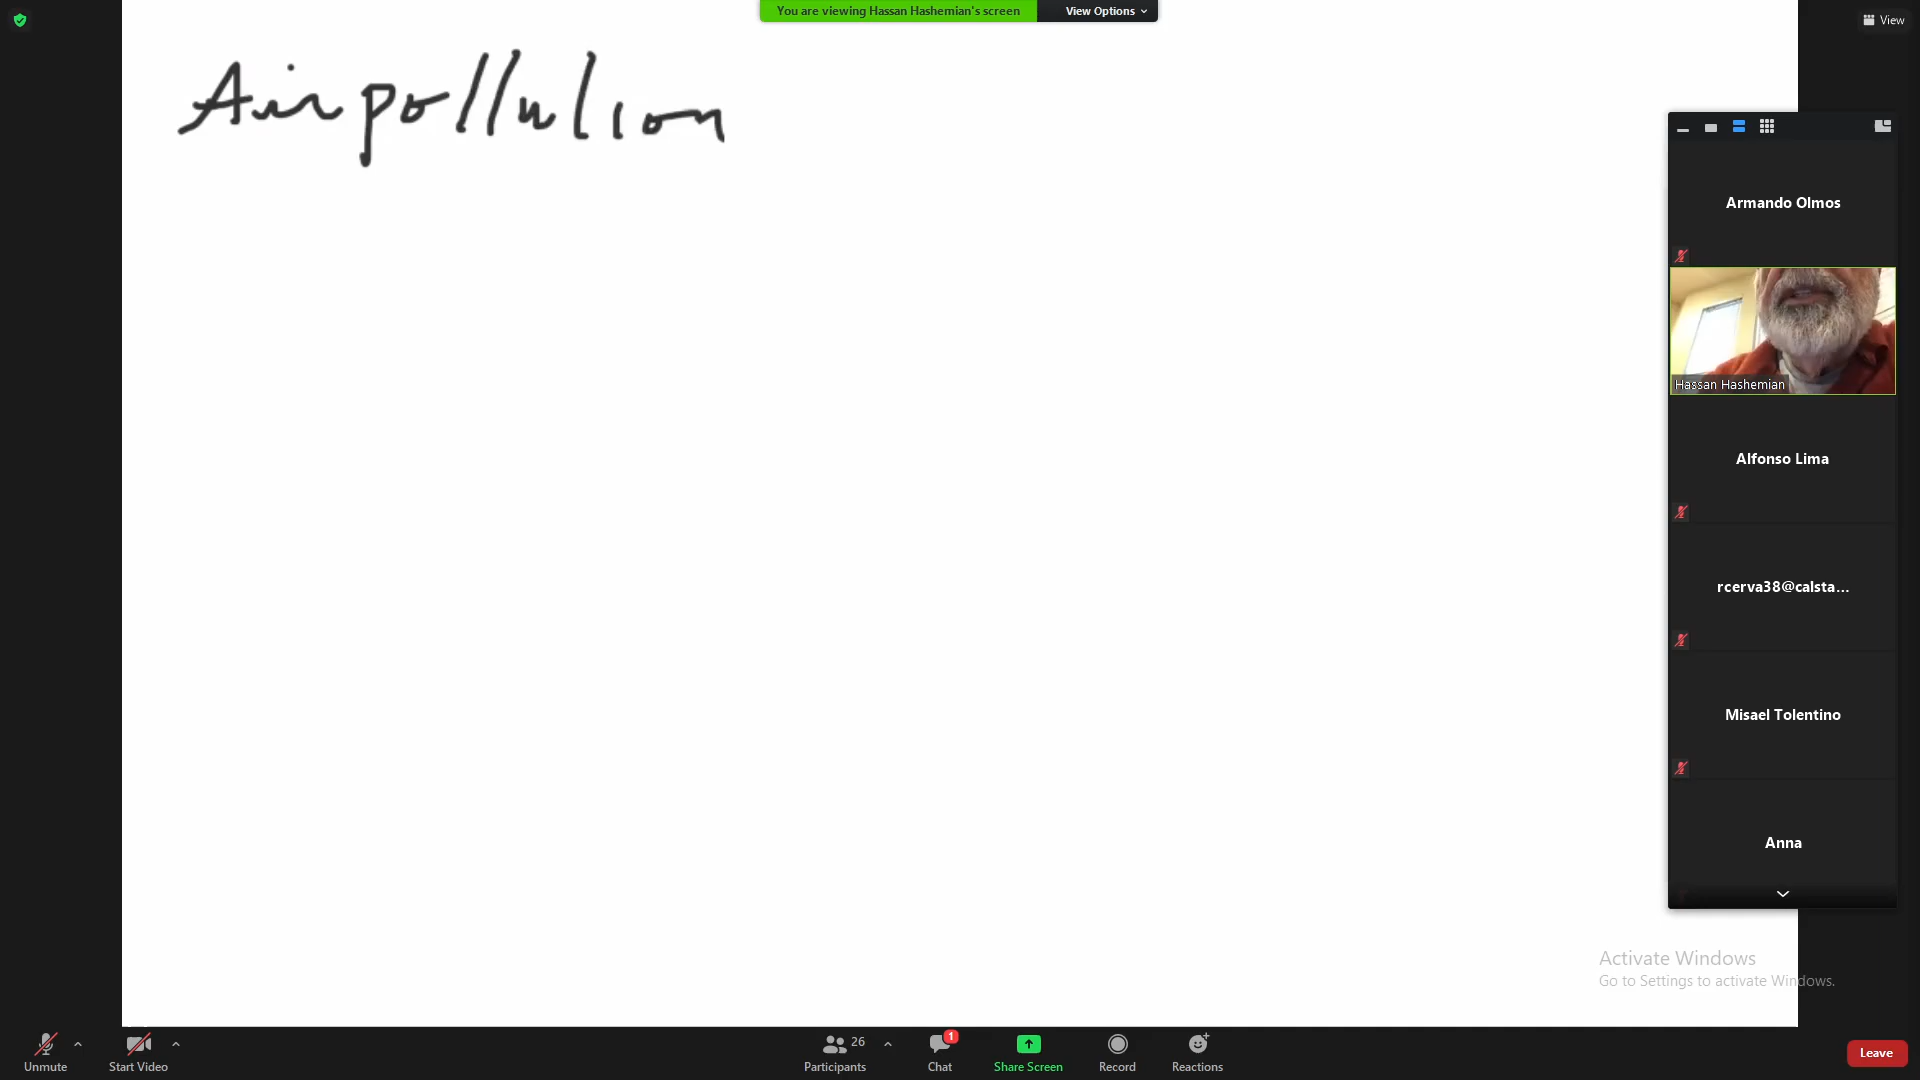 You are viewing Hassan Hashemian's screen
View Options
View
Air pollution
Armando Olmos
Hassan Hashemian
Alfonso Lima
rcerva38@calsta...
Misael Tolentino
Anna
Activate Windows
Go to Settings to activate Windows.
Unmute
Start Video
26
Participants
1
Chat
Share Screen
Record
Reactions
Leave